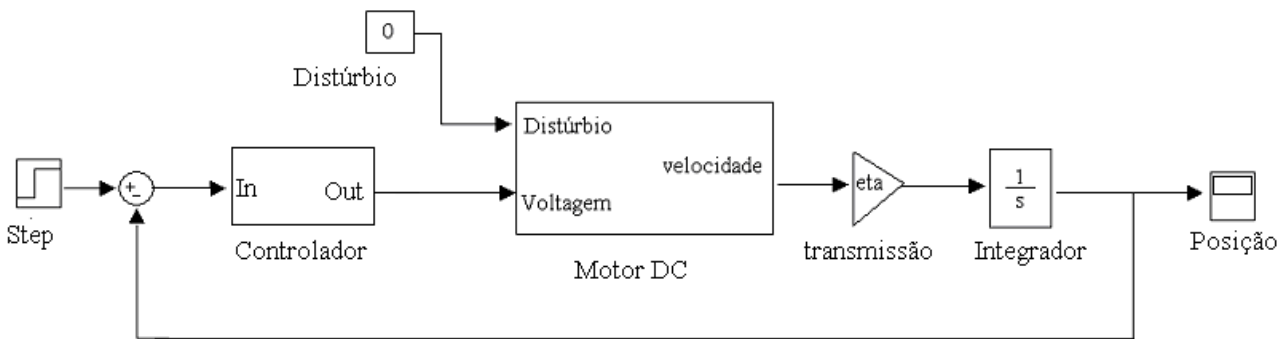 0
Distúrbio
Distúrbio
velocidade
Voltagem
Step
+
-
In
Out
Controlador
Motor DC
eta
transmissão
1
s
Integrador
Posição